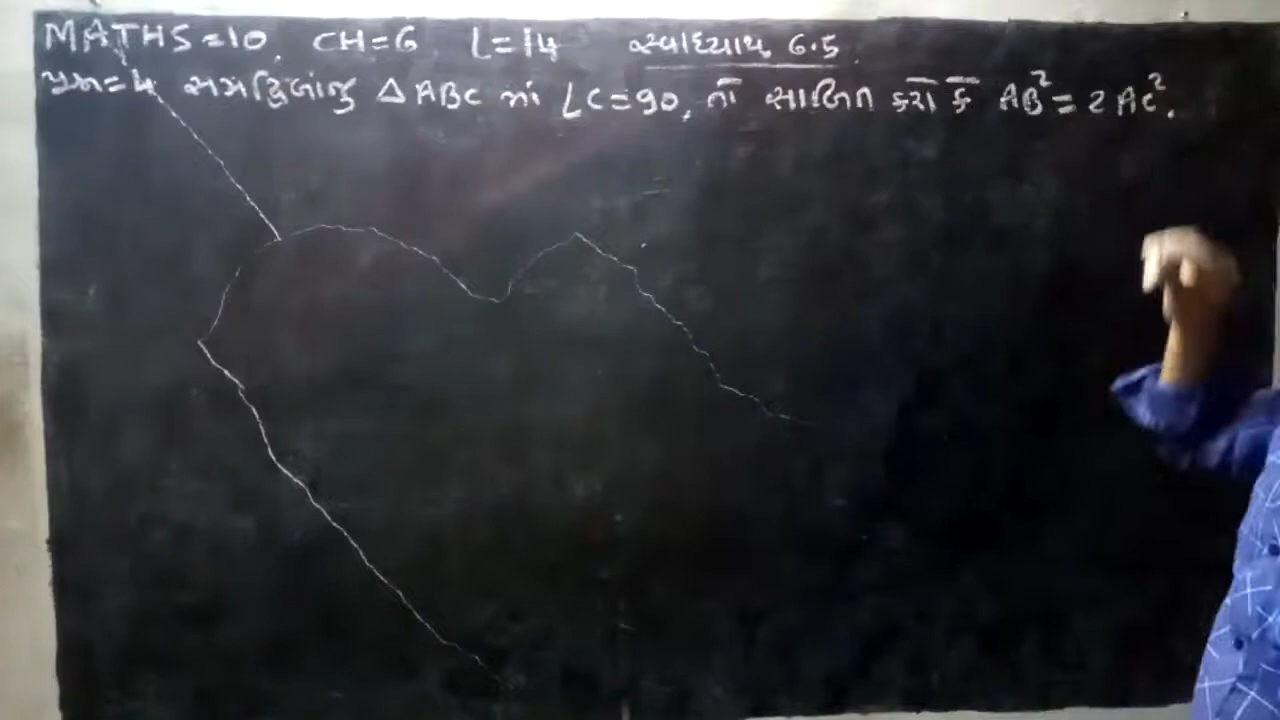 MATHS=10, CH=6 L=14 સ્વાધ્યાય 6.5.
પ્રશ્ન=4 સમદ્વિબાજુ △ABC માં ∠C=90, તો સાબિત કરો કે AB²=2AC².